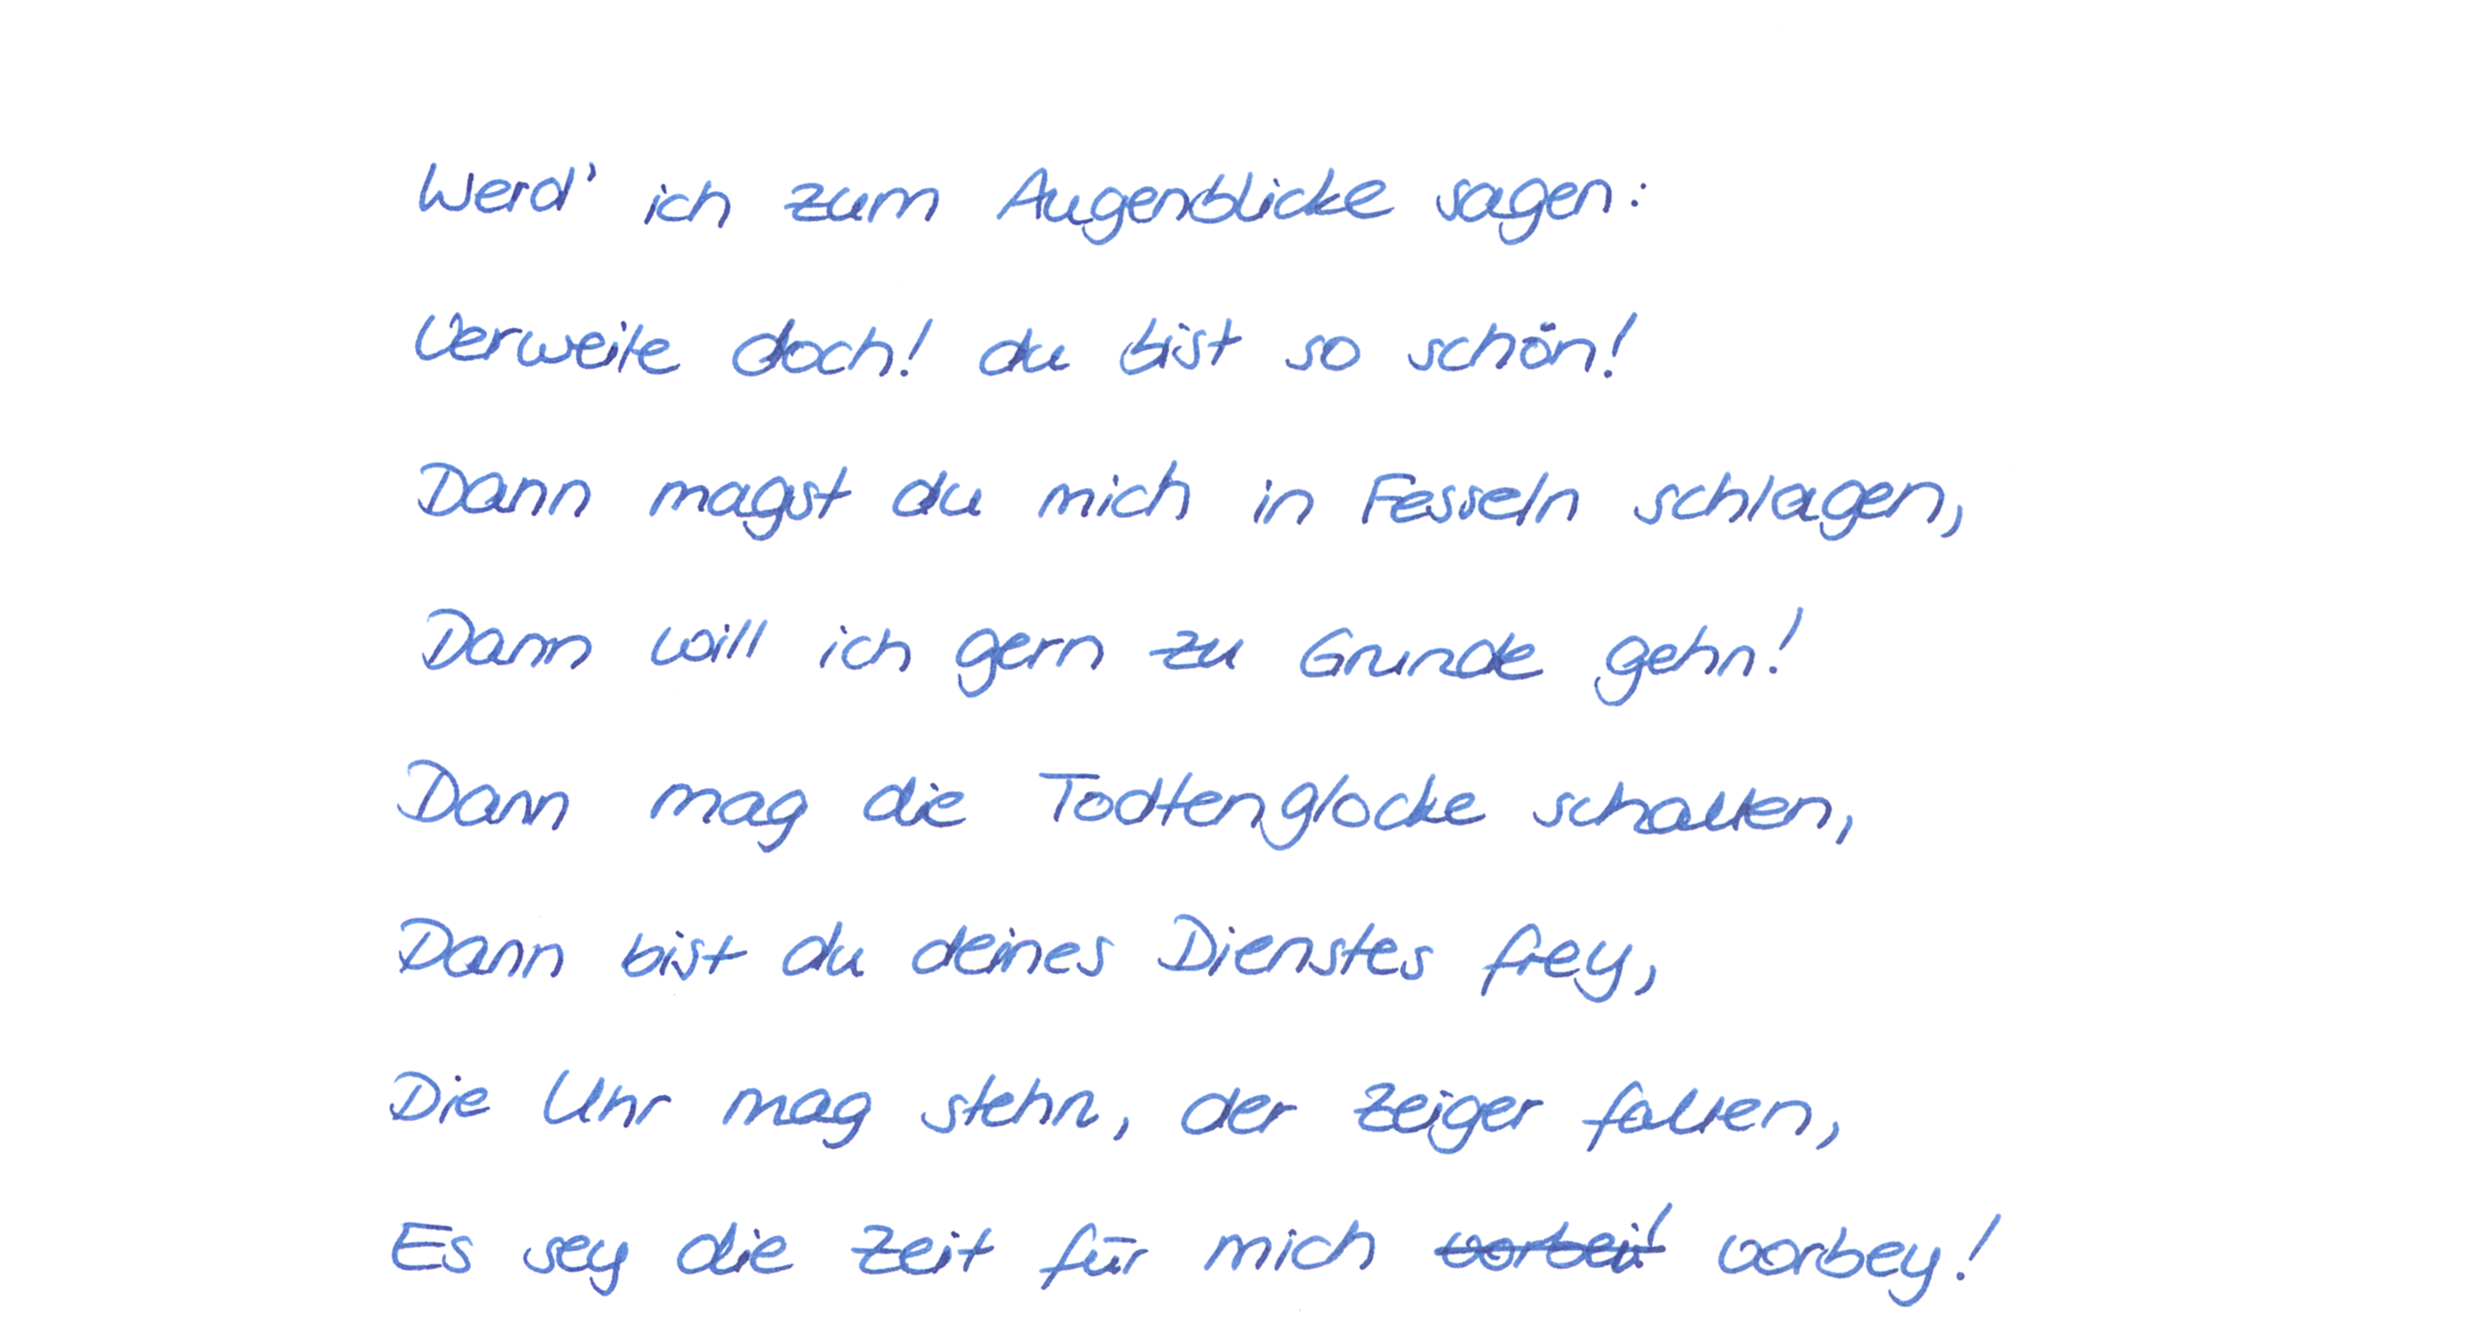 Werd' ich zum Augenblicke sagen:
Verweile doch! du bist so schön!
Dann magst du mich in Fesseln schlagen,
Dann will ich gern zu Grunde gehn!
Dann mag die Todtenglocke schallen,
Dann bist du deines Dienstes frey,
Die Uhr mag stehn, der Zeiger fallen,
Es sey die Zeit für mich vorbei! vorbey!